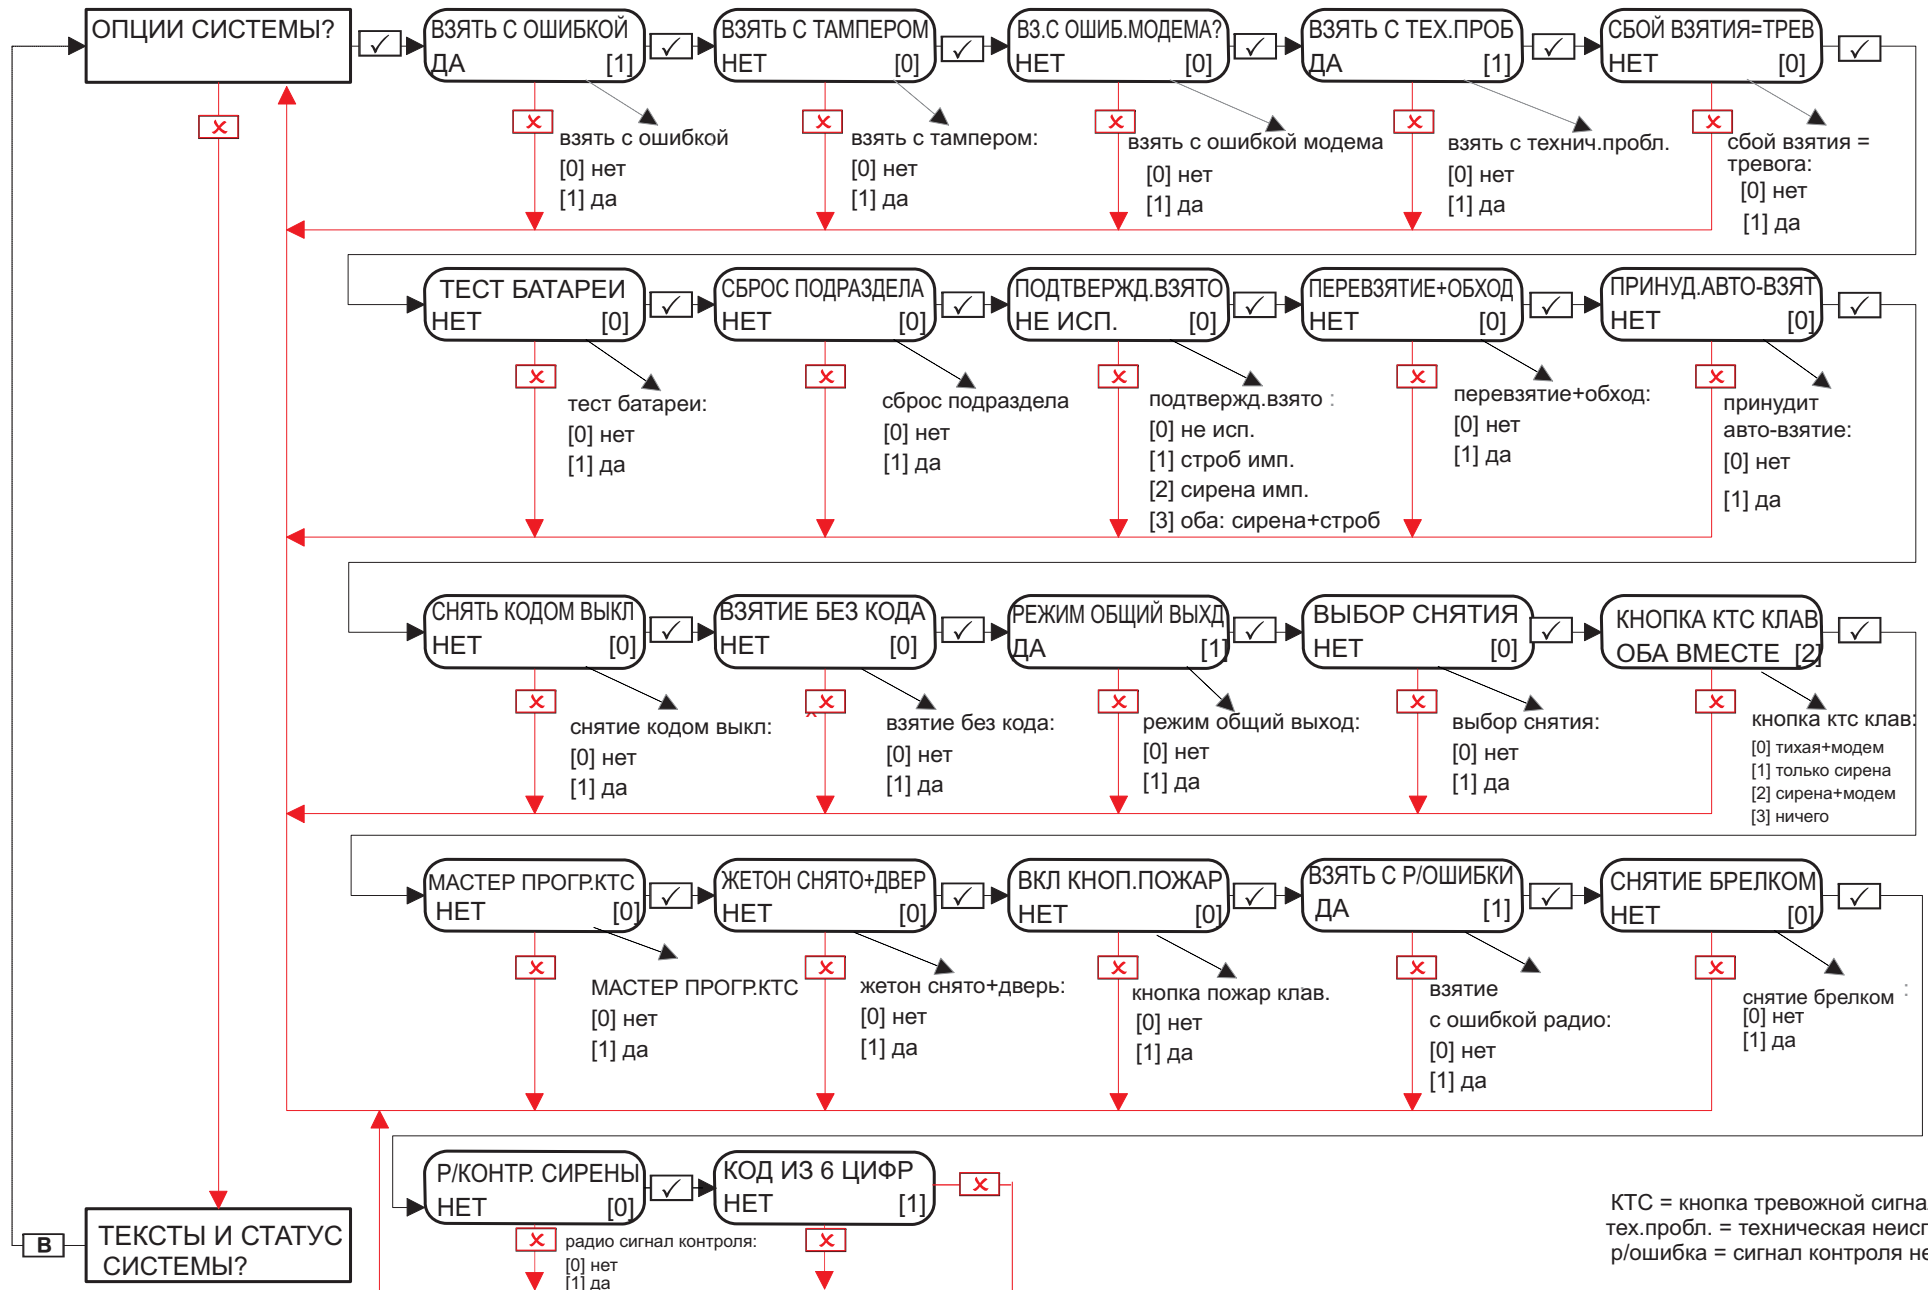 ОПЦИИ СИСТЕМЫ?
ВЗЯТЬ С ОШИБКОЙ
ДА [1]
ВЗЯТЬ С ТАМПЕРОМ
НЕТ [0]
ВЗ.С ОШИБ.МОДЕМА?
НЕТ [0]
ВЗЯТЬ С ТЕХ.ПРОБ
ДА [1]
СБОЙ ВЗЯТИЯ=ТРЕВ
НЕТ [0]
взять с ошибкой
[0] нет
[1] да
взять с тампером:
[0] нет
[1] да
взять с ошибкой модема
[0] нет
[1] да
взять с технич.пробл.
[0] нет
[1] да
сбой взятия =
тревога:
[0] нет
[1] да
ТЕСТ БАТАРЕИ
НЕТ [0]
СБРОС ПОДРАЗДЕЛА
НЕТ [0]
ПОДТВЕРЖД.ВЗЯТО
НЕ ИСП. [0]
ПЕРЕВЗЯТИЕ+ОБХОД
НЕТ [0]
ПРИНУД.АВТО-ВЗЯТ
НЕТ [0]
тест батареи:
[0] нет
[1] да
сброс подраздела
[0] нет
[1] да
подтвержд.взято :
[0] не исп.
[1] строб имп.
[2] сирена имп.
[3] оба: сирена+строб
перевзятие+обход:
[0] нет
[1] да
принудит
авто-взятие:
[0] нет
[1] да
СНЯТЬ КОДОМ ВЫКЛ
НЕТ [0]
ВЗЯТИЕ БЕЗ КОДА
НЕТ [0]
РЕЖИМ ОБЩИЙ ВЫХД
ДА [1]
ВЫБОР СНЯТИЯ
НЕТ [0]
КНОПКА КТС КЛАВ
ОБА ВМЕСТЕ [2]
снятие кодом выкл:
[0] нет
[1] да
взятие без кода:
[0] нет
[1] да
режим общий выход:
[0] нет
[1] да
выбор снятия:
[0] нет
[1] да
кнопка ктс клав:
[0] тихая+модем
[1] только сирена
[2] сирена+модем
[3] ничего
МАСТЕР ПРОГР.КТС
НЕТ [0]
ЖЕТОН СНЯТО+ДВЕР
НЕТ [0]
ВКЛ КНОП.ПОЖАР
НЕТ [0]
ВЗЯТЬ С Р/ОШИБКИ
ДА [1]
СНЯТИЕ БРЕЛКОМ
НЕТ [0]
МАСТЕР ПРОГР.КТС
[0] нет
[1] да
жетон снято+дверь:
[0] нет
[1] да
кнопка пожар клав.
[0] нет
[1] да
взятие
с ошибкой радио:
[0] нет
[1] да
снятие брелком :
[0] нет
[1] да
Р/КОНТР. СИРЕНЫ
НЕТ [0]
КОД ИЗ 6 ЦИФР
НЕТ [1]
радио сигнал контроля:
[0] нет
[1] да
B
ТЕКСТЫ И СТАТУС
СИСТЕМЫ?
КТС = кнопка тревожной сигна
тех.пробл. = техническая неисп
р/ошибка = сигнал контроля не